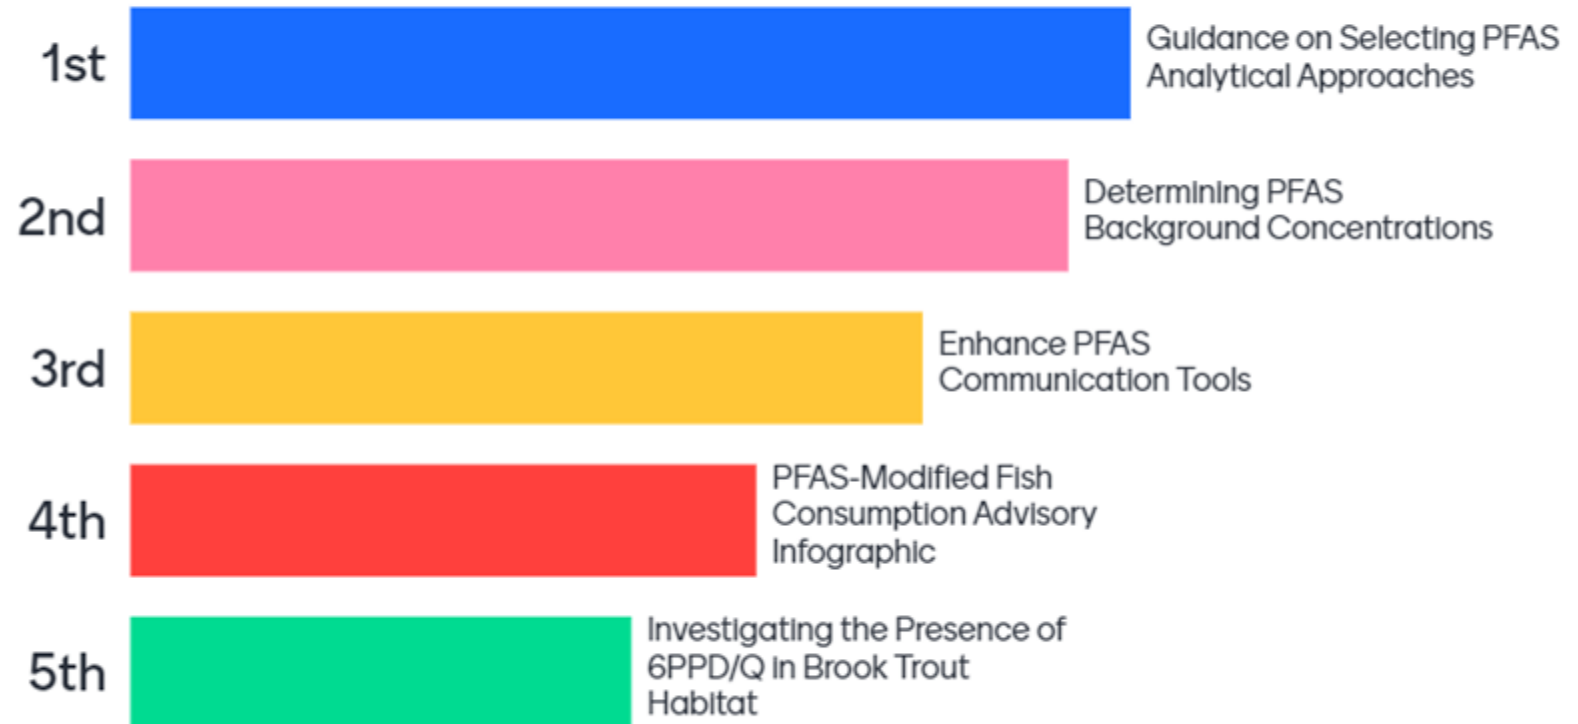 1st
Guidance on Selecting PFAS
Analytical Approaches
2nd
Determining PFAS
Background Concentrations
3rd
Enhance PFAS
Communication Tools
4th
PFAS-Modified Fish
Consumption Advisory
Infographic
5th
Investigating the Presence of
6PPD/Q in Brook Trout
Habitat